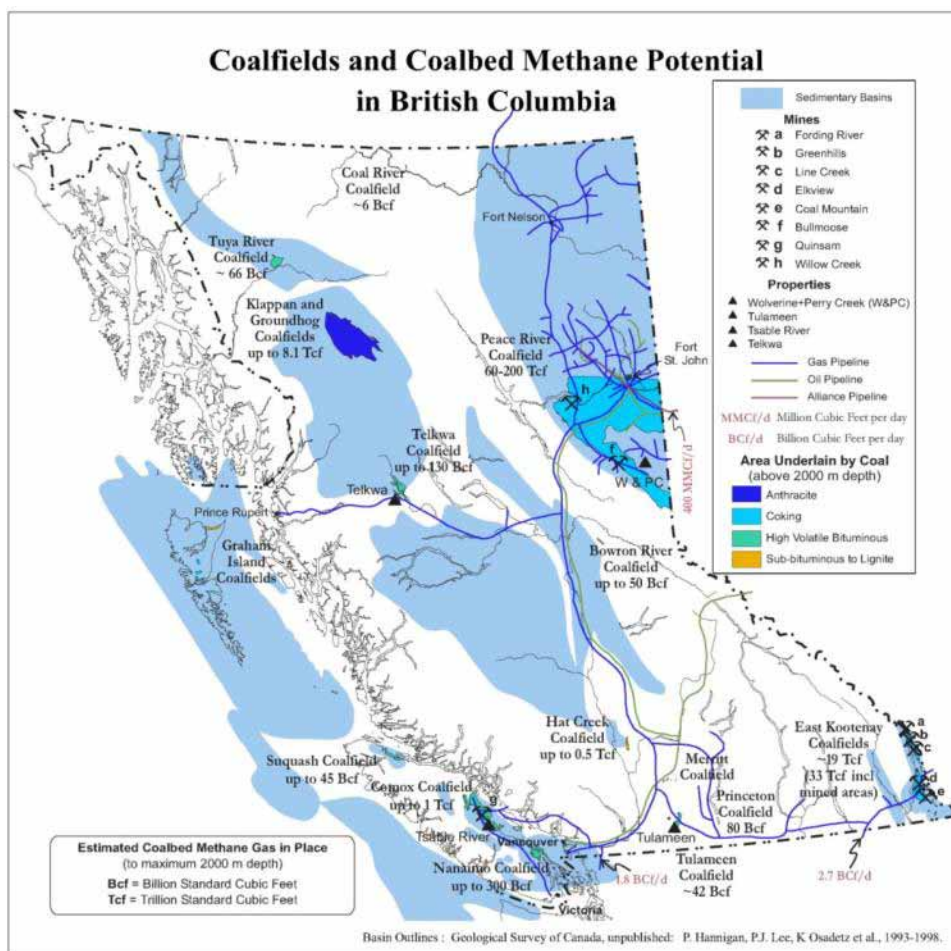 Coalfields and Coalbed Methane Potential
in British Columbia
Sedimentary Basins
Mines
a Fording River
b Greenhills
c Line Creek
d Elkview
e Coal Mountain
f Bullmoose
g Quinsam
h Willow Creek
Properties
Wolverine+Perry Creek (W&PC)
Tulameen
Tsable River
Telkwa
Gas Pipeline
Oil Pipeline
Alliance Pipeline
MMCf/d Million Cubic Feet per day
BCf/d Billion Cubic Feet per day
Area Underlain by Coal
(above 2000 m depth)
Anthracite
Coking
High Volatile Bituminous
Sub-bituminous to Lignite
Coal River
Coalfield
~6 Bcf
Fort Nelson
Tuya River
Coalfield
~ 66 Bcf
Klappan and
Groundhog
Coalfields
up to 8.1 Tcf
Peace River
Coalfield
60-200 Tcf
Fort
St. John
h
f
W & PC
400 MMCf/d
Telkwa
Coalfield
up to 130 Bcf
Telkwa
Prince Rupert
Graham
Island
Coalfields
Bowron River
Coalfield
up to 50 Bcf
Hat Creek
Coalfield
up to 0.5 Tcf
Suquash Coalfield
up to 45 Bcf
Comox Coalfield
up to 1 Tcf
g
Tsable River
Vancouver
Nanaimo Coalfield
up to 300 Bcf
Victoria
Merritt
Coalfield
Princeton
Coalfield
80 Bcf
Tulameen
Tulameen
Coalfield
~42 Bcf
East Kootenay
Coalfields
~19 Tcf
(33 Tcf incl
mined areas)
a
b
c
d
e
1.8 BCf/d
2.7 BCf/d
Estimated Coalbed Methane Gas in Place
(to maximum 2000 m depth)
Bcf = Billion Standard Cubic Feet
Tcf = Trillion Standard Cubic Feet
Basin Outlines : Geological Survey of Canada, unpublished: P. Hannigan, P.J. Lee, K Osadetz et al., 1993-1998.